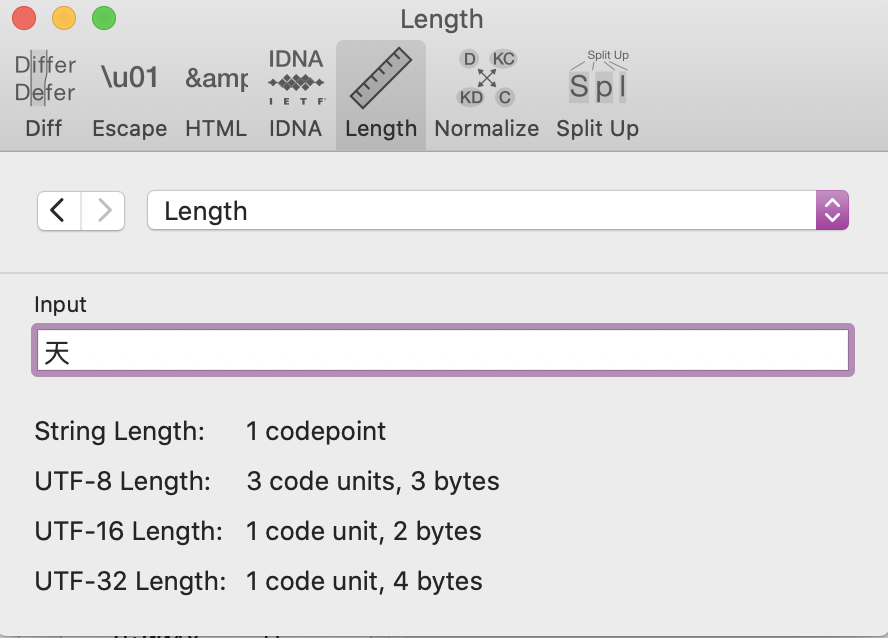 Length
Differ
Defer
\u01
&amp
IDNA
I E T F
D KC
KD C
Split Up
Spl
Diff Escape HTML IDNA Length Normalize Split Up
Length
Input
天
String Length: 1 codepoint
UTF-8 Length: 3 code units, 3 bytes
UTF-16 Length: 1 code unit, 2 bytes
UTF-32 Length: 1 code unit, 4 bytes